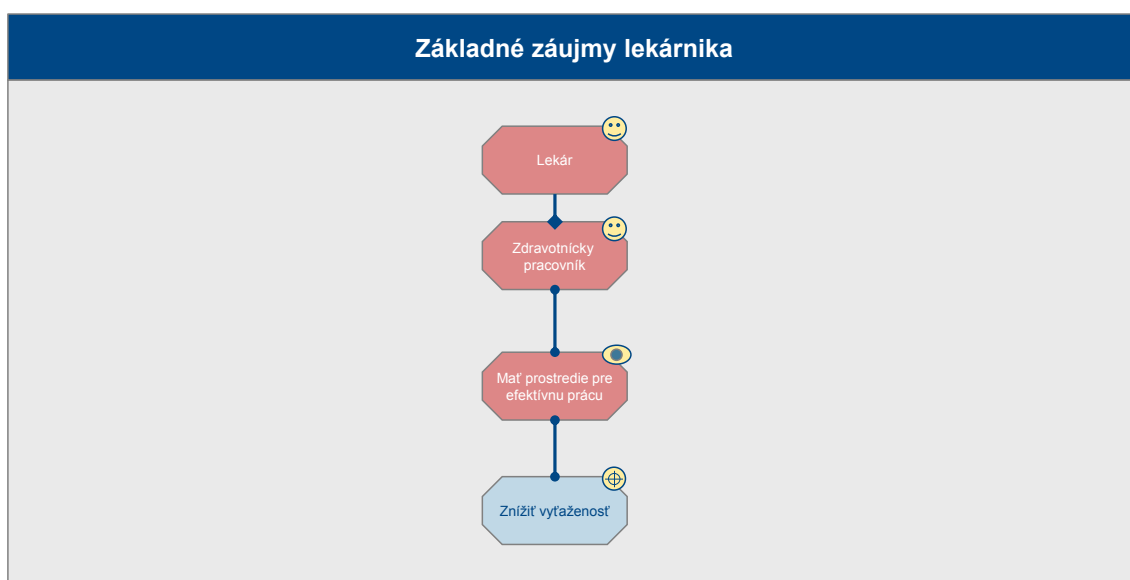 Základné záujmy lekárnika
Lekár
Zdravotnícky
pracovník
Mať prostredie pre
efektívnu prácu
Znížiť vyťaženosť